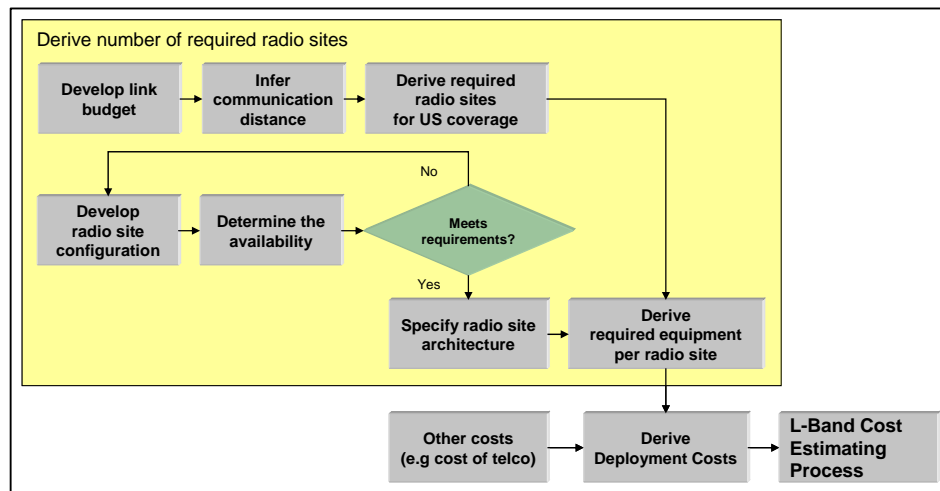 Derive number of required radio sites
Develop link
budget
Infer
communication
distance
Derive required
radio sites
for US coverage
No
Develop
radio site
configuration
Determine the
availability
Meets
requirements?
Yes
Specify radio site
architecture
Derive
required equipment
per radio site
Other costs
(e.g cost of telco)
Derive
Deployment Costs
L-Band Cost
Estimating
Process